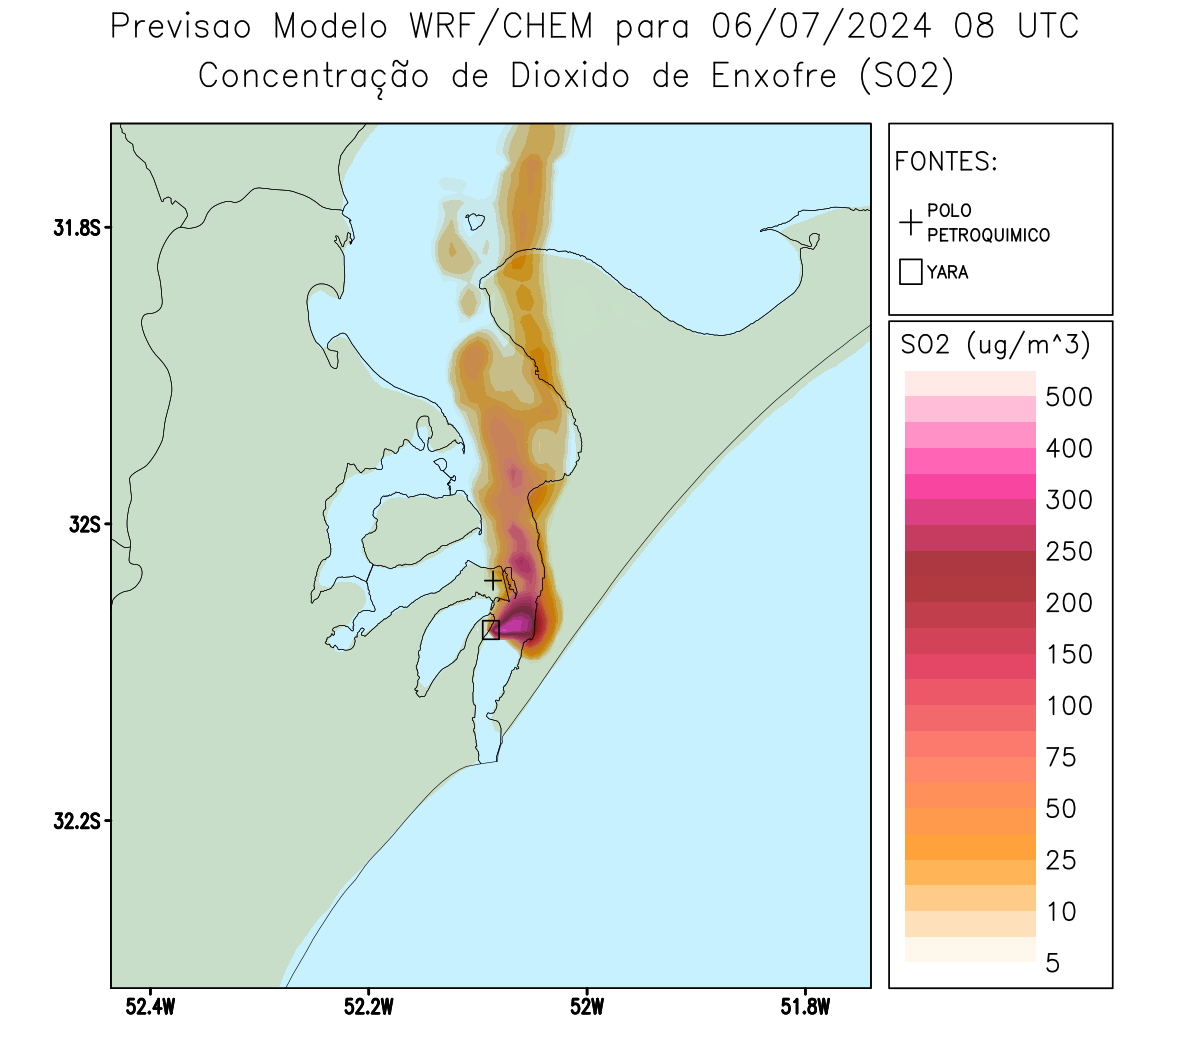 Previsao Modelo WRF/CHEM para 06/07/2024 08 UTC
Concentração de Dioxido de Enxofre (SO2)
FONTES:
POLO
PETROQUIMICO
YARA
SO2 (ug/m^3)
500
400
300
250
200
150
100
75
50
25
10
5
31.8S
32S
32.2S
52.4W
52.2W
52W
51.8W